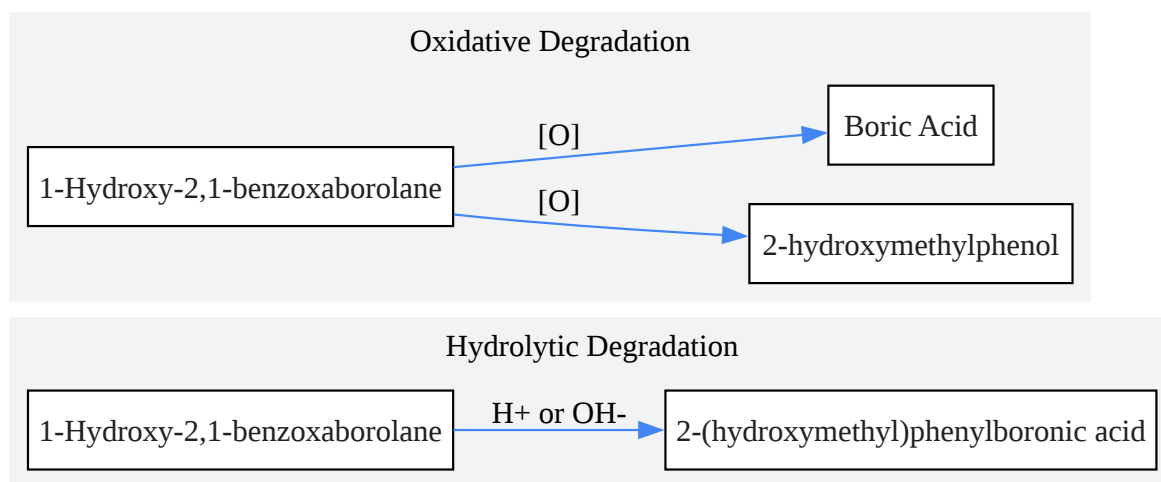 Oxidative Degradation
[O]
Boric Acid
1-Hydroxy-2,1-benzoxaborolane
[O]
2-hydroxymethylphenol
Hydrolytic Degradation
1-Hydroxy-2,1-benzoxaborolane
H+ or OH-
2-(hydroxymethyl)phenylboronic acid